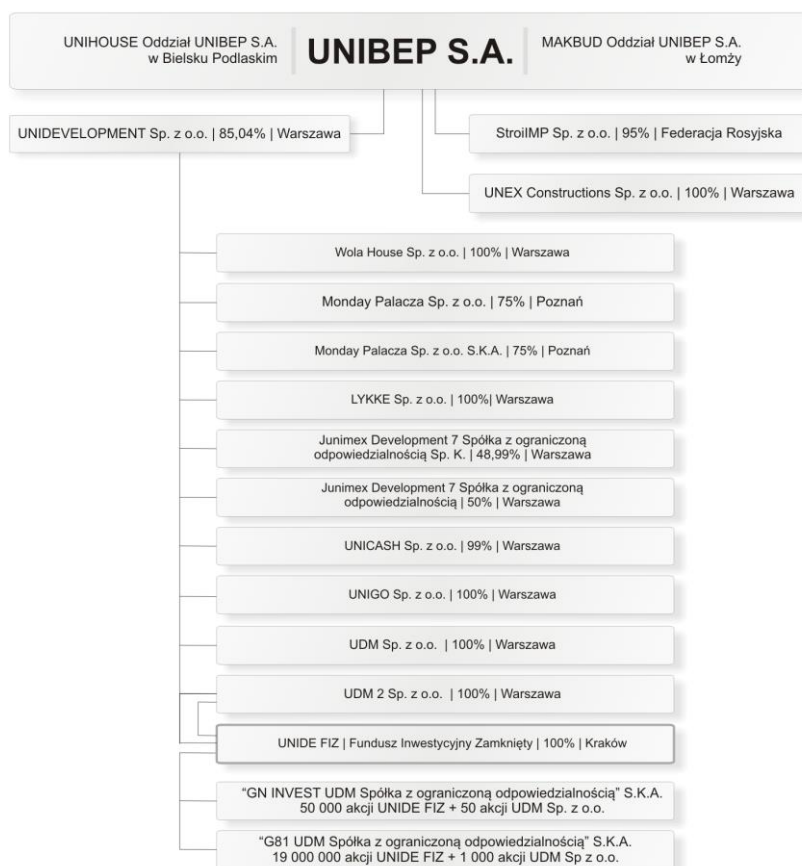 UNIHOUSE Oddział UNIBEP S.A.
w Bielsku Podlaskim
UNIBEP S.A.
MAKBUD Oddział UNIBEP S.A.
w Łomży
UNIDEVELOPMENT Sp. z o.o. | 85,04% | Warszawa
StroilMP Sp. z o.o. | 95% | Federacja Rosyjska
UNEX Constructions Sp. z o.o. | 100% | Warszawa
Wola House Sp. z o.o. | 100% | Warszawa
Monday Palacza Sp. z o.o. | 75% | Poznań
Monday Palacza Sp. z o.o. S.K.A. | 75% | Poznań
LYKKE Sp. z o.o. | 100%| Warszawa
Junimex Development 7 Spółka z ograniczoną
odpowiedzialnością Sp. K. | 48,99% | Warszawa
Junimex Development 7 Spółka z ograniczoną
odpowiedzialnością | 50% | Warszawa
UNICASH Sp. z o.o. | 99% | Warszawa
UNIGO Sp. z o.o. | 100% | Warszawa
UDM Sp. z o.o. | 100% | Warszawa
UDM 2 Sp. z o.o. | 100% | Warszawa
UNIDE FIZ | Fundusz Inwestycyjny Zamknięty | 100% | Kraków
“GN INVEST UDM Spółka z ograniczoną odpowiedzialnością” S.K.A.
50 000 akcji UNIDE FIZ + 50 akcji UDM Sp. z o.o.
“G81 UDM Spółka z ograniczoną odpowiedzialnością” S.K.A.
19 000 000 akcji UNIDE FIZ + 1 000 akcji UDM Sp z o.o.